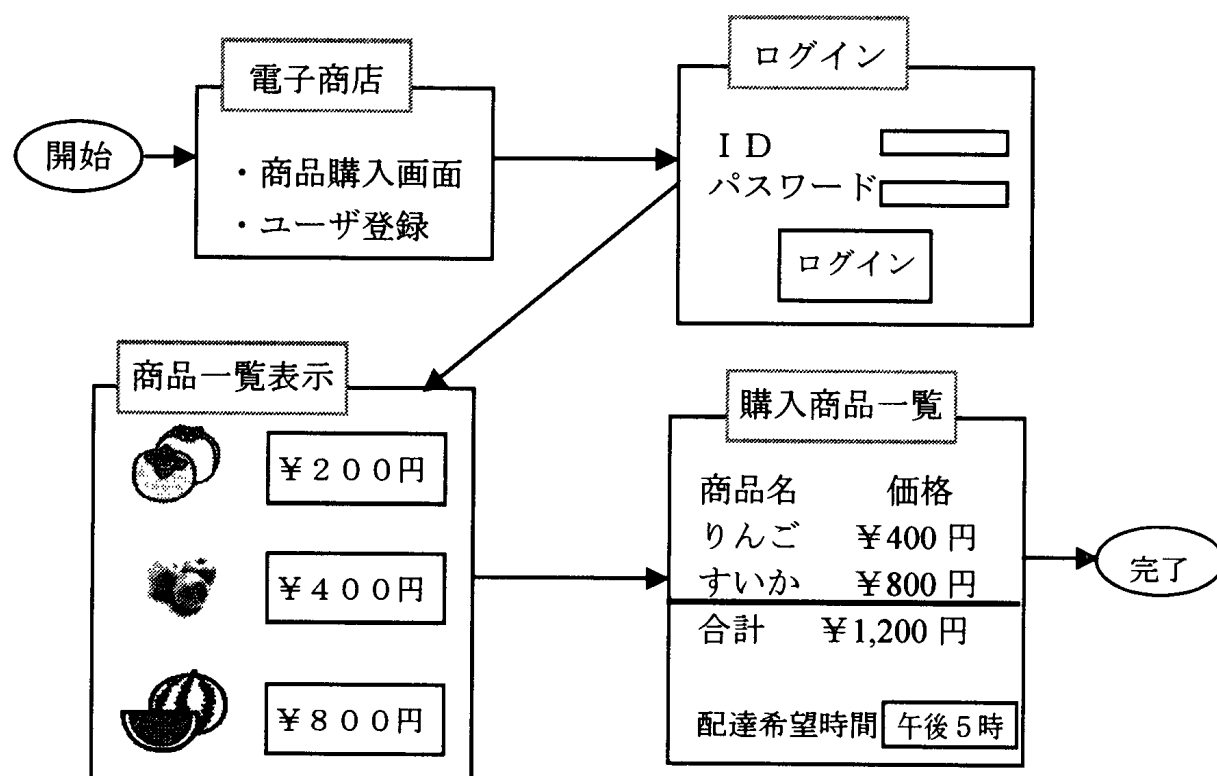 開始
電子商店
・商品購入画面
・ユーザ登録
ログイン
ＩＤ
パスワード
ログイン
商品一覧表示
￥２００円
￥４００円
￥８００円
購入商品一覧
商品名 価格
りんご ￥400 円
すいか ￥800 円
合計 ￥1,200 円
配達希望時間 午後５時
完了